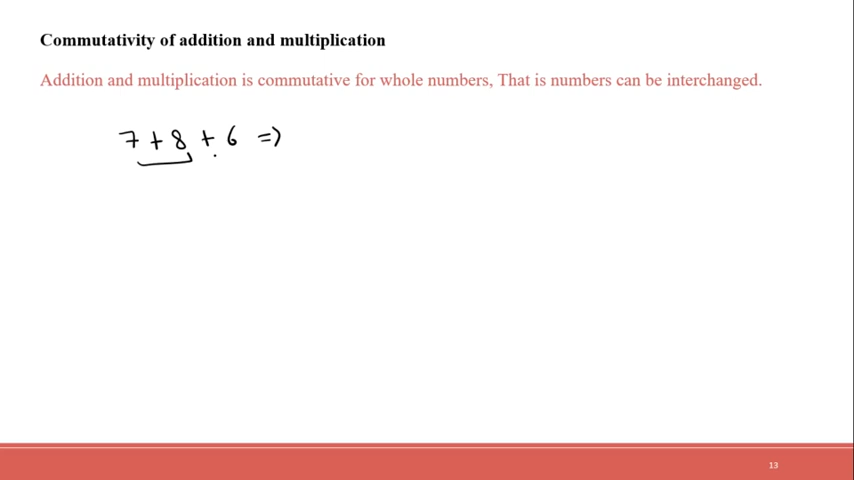 Commutativity of addition and multiplication
Addition and multiplication is commutative for whole numbers, That is numbers can be interchanged.
7 + 8 + 6 =>
13